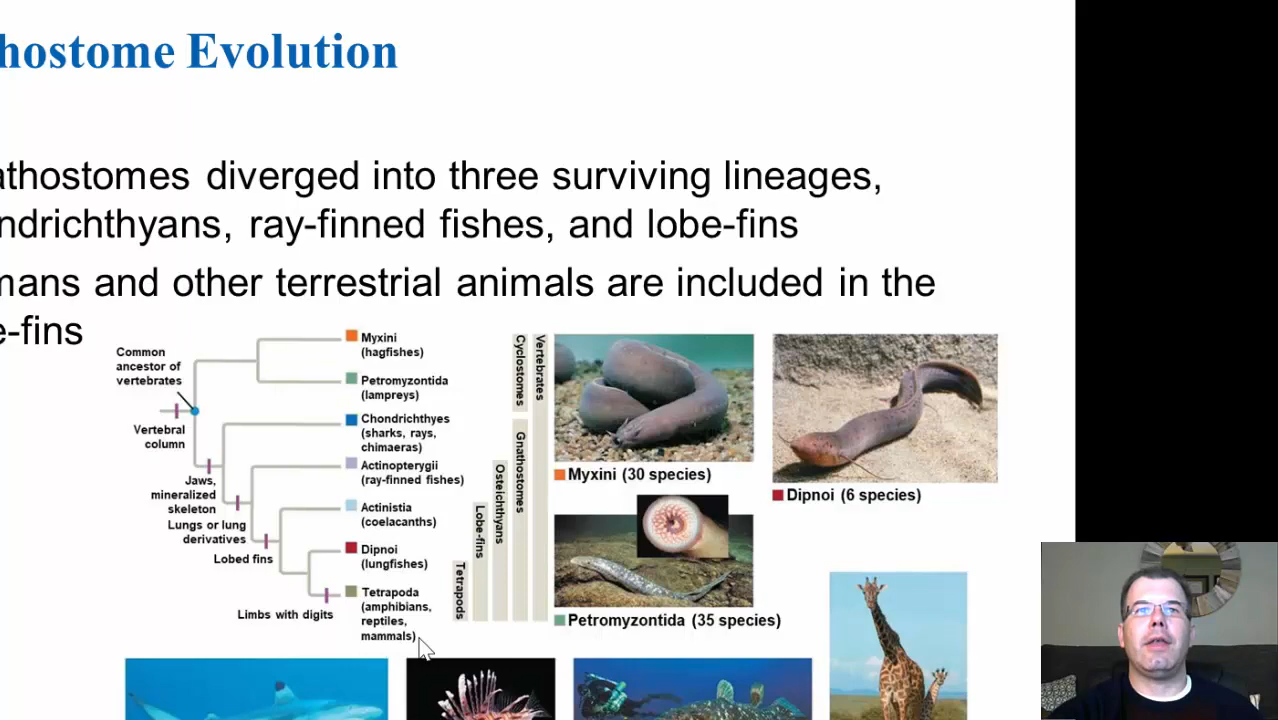 hostome Evolution
athostomes diverged into three surviving lineages,
ndrichthyans, ray-finned fishes, and lobe-fins
mans and other terrestrial animals are included in the
e-fins
Common
ancestor of
vertebrates
Vertebral
column
Jaws,
mineralized
skeleton
Lungs or lung
derivatives
Lobed fins
Limbs with digits
Myxini
(hagfishes)
Petromyzontida
(lampreys)
Chondrichthyes
(sharks, rays,
chimaeras)
Actinopterygii
(ray-finned fishes)
Actinistia
(coelacanths)
Dipnoi
(lungfishes)
Tetrapoda
(amphibians,
reptiles,
mammals)
Tetrapods
Lobe-fins
Osteichthyans
Gnathostomes
Cyclostomes
Vertebrates
Myxini (30 species)
Dipnoi (6 species)
Petromyzontida (35 species)